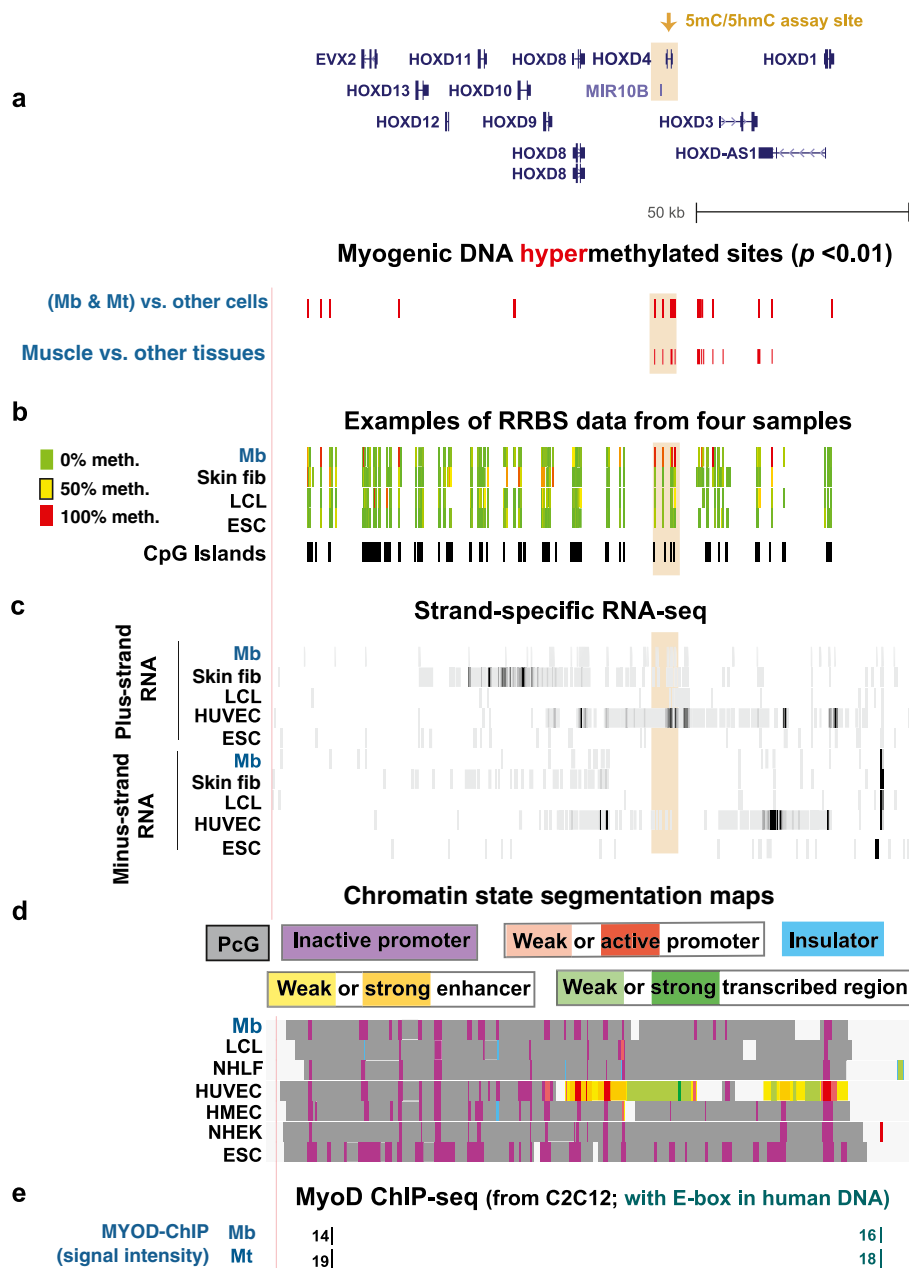 5mC/5hmC assay site
EVX2 HOXD11 HOXD8 HOXD4 HOXD1
a
HOXD13 HOXD10 MIR10B
HOXD12 HOXD9 HOXD3
HOXD8 HOXD-AS1
HOXD8
50 kb
Myogenic DNA hypermethylated sites (p <0.01)
(Mb & Mt) vs. other cells
Muscle vs. other tissues
b
Examples of RRBS data from four samples
0% meth.
50% meth.
100% meth.
Mb
Skin fib
LCL
ESC
CpG Islands
c
Strand-specific RNA-seq
Plus-strand
RNA
Mb
Skin fib
LCL
HUVEC
ESC
Minus-strand
RNA
Mb
Skin fib
LCL
HUVEC
ESC
Chromatin state segmentation maps
d
PcG Inactive promoter Weak or active promoter Insulator
Weak or strong enhancer Weak or strong transcribed region
Mb
LCL
NHLF
HUVEC
HMEC
NHEK
ESC
e
MyoD ChIP-seq (from C2C12; with E-box in human DNA)
MYOD-ChIP Mb 14 16
(signal intensity) Mt 19 18